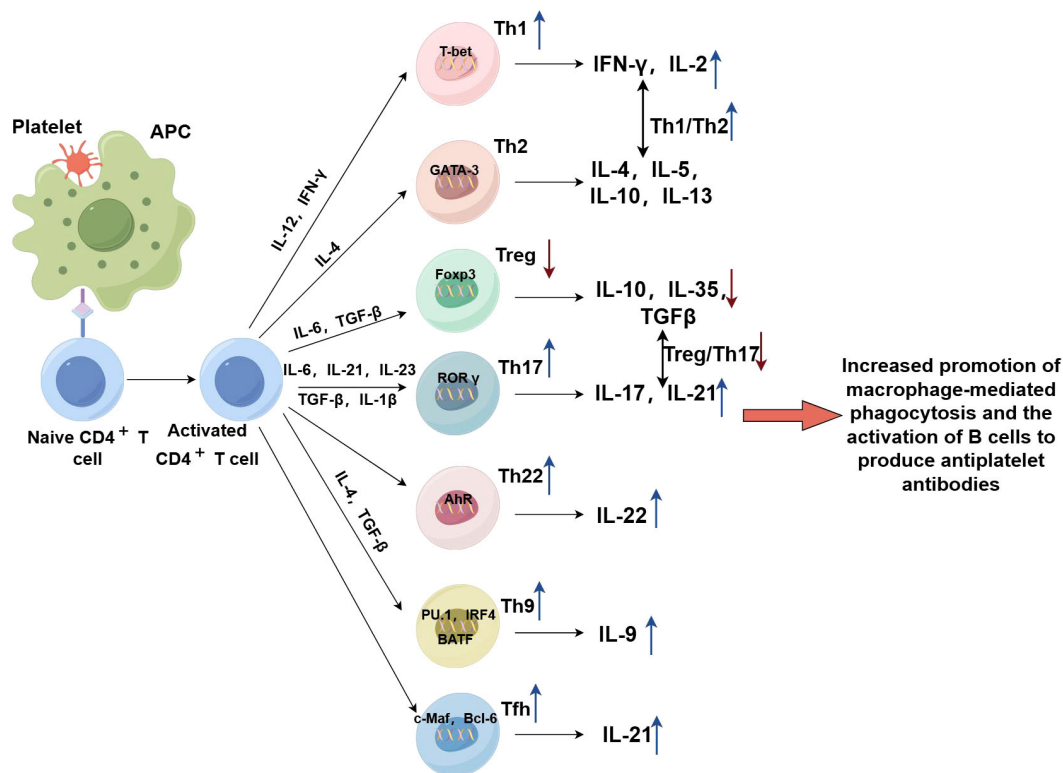 Platelet
APC
Naive CD4⁺ T
cell
Activated
CD4⁺ T cell
IL-12, IFN-γ
IL-4
IL-6, TGF-β
IL-6, IL-21, IL-23
TGF-β, IL-1β
IL-4, TGF-β
T-bet
Th1
IFN-γ, IL-2
Th1/Th2
GATA-3
Th2
IL-4, IL-5,
IL-10, IL-13
Foxp3
Treg
IL-10, IL-35,
TGFβ
Treg/Th17
ROR γ
Th17
IL-17, IL-21
AhR
Th22
IL-22
PU.1, IRF4
BATF
Th9
IL-9
c-Maf, Bcl-6
Tfh
IL-21
Increased promotion of
macrophage-mediated
phagocytosis and the
activation of B cells to
produce antiplatelet
antibodies